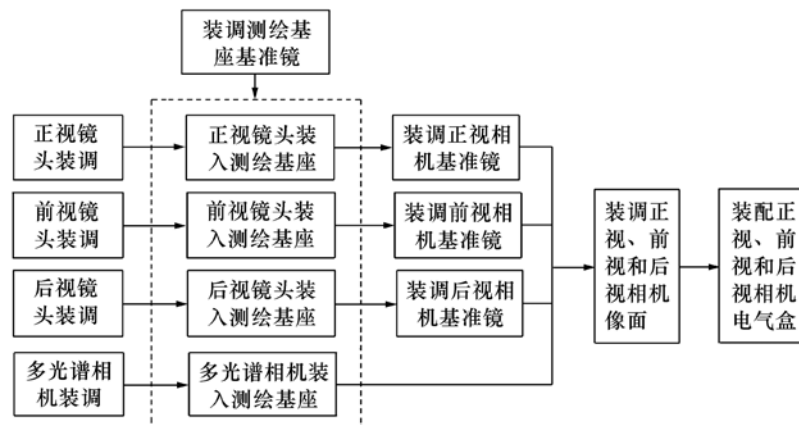 装调测绘基
座基准镜
正视镜
头装调
正视镜头装
入测绘基座
装调正视相
机基准镜
前视镜
头装调
前视镜头装
入测绘基座
装调前视相
机基准镜
后视镜
头装调
后视镜头装
入测绘基座
装调后视相
机基准镜
多光谱相
机装调
多光谱相机装
入测绘基座
装调正
视、前
视和后
视相机
像面
装配正
视、前
视和后
视相机
电气盒